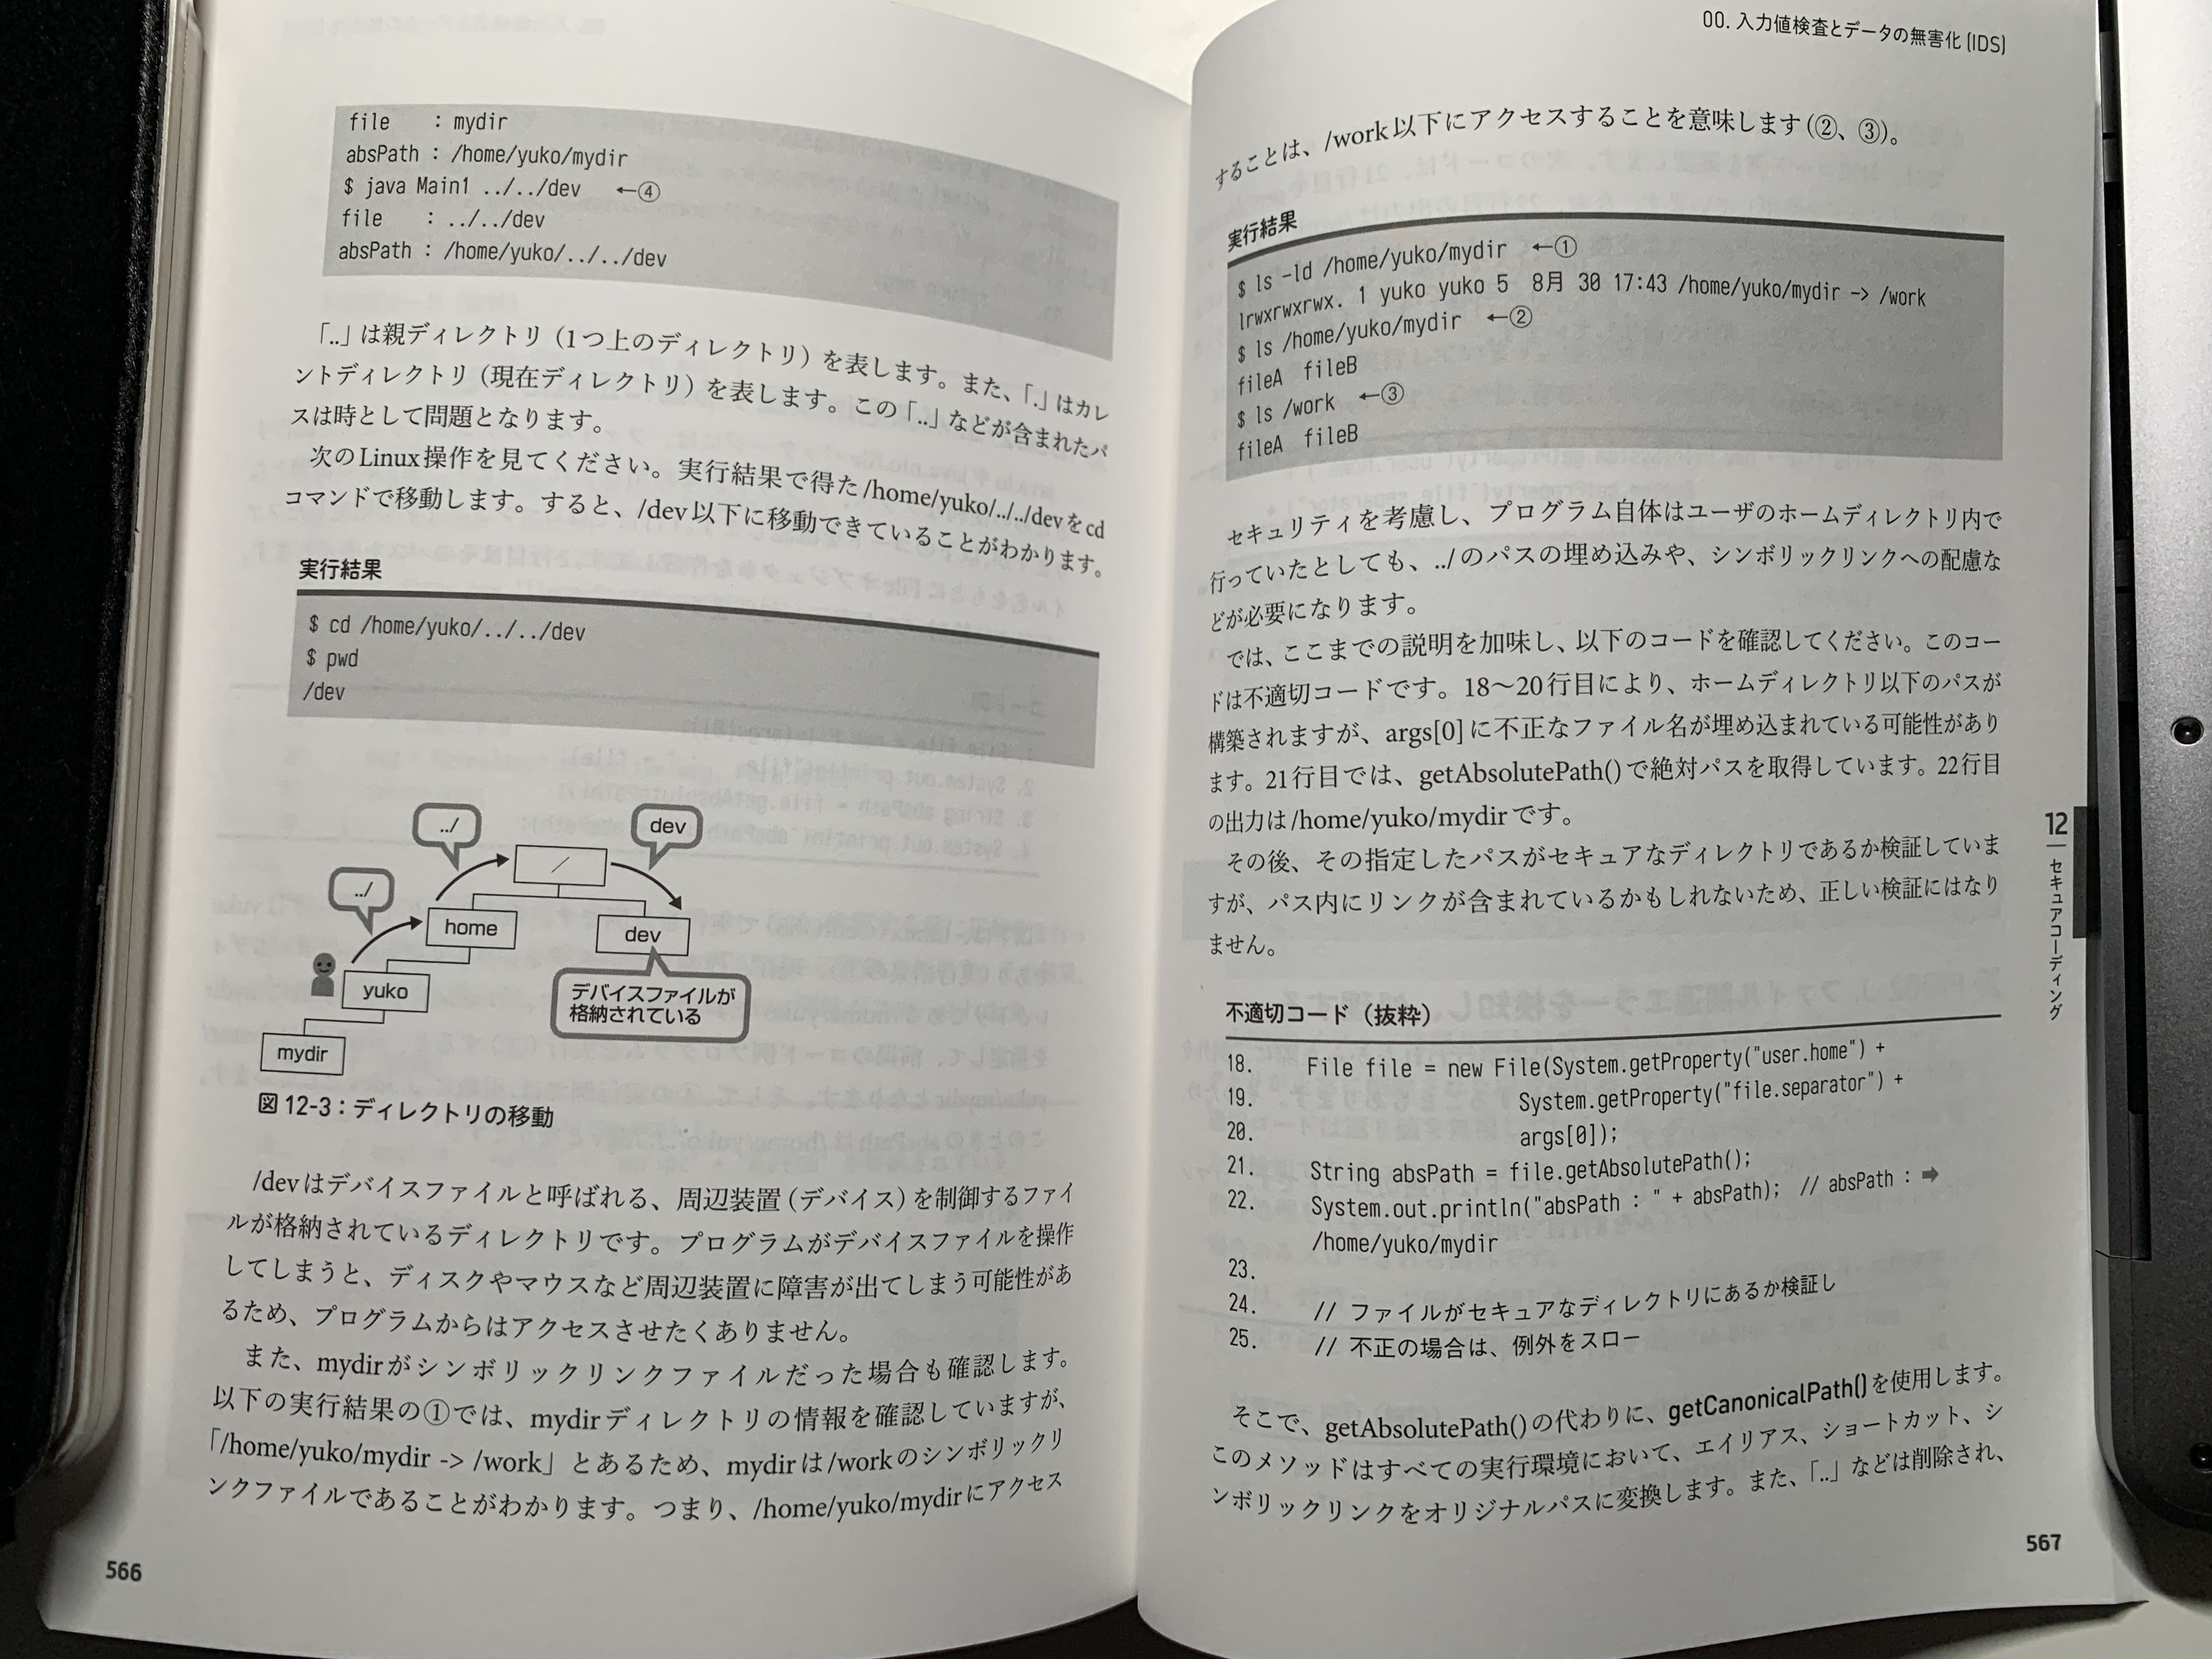 file    : mydir
absPath : /home/yuko/mydir
$ java Main1 ../../dev   ←④
file    : ../../dev
absPath : /home/yuko/../../dev
「..」は親ディレクトリ（1つ上のディレクトリ）を表します。また、「.」はカレ
ントディレクトリ（現在ディレクトリ）を表します。この「..」などが含まれたパ
スは時として問題となります。
次のLinux操作を見てください。実行結果で得た/home/yuko/../../devをcd
コマンドで移動します。すると、/dev以下に移動できていることがわかります。
実行結果
$ cd /home/yuko/../../dev
$ pwd
/dev
../
dev
/
../
home
dev
yuko
デバイスファイルが
格納されている
mydir
図12-3：ディレクトリの移動
/devはデバイスファイルと呼ばれる、周辺装置（デバイス）を制御するファイ
ルが格納されているディレクトリです。プログラムがデバイスファイルを操作
してしまうと、ディスクやマウスなど周辺装置に障害が出てしまう可能性があ
るため、プログラムからはアクセスさせたくありません。
また、mydirがシンボリックリンクファイルだった場合も確認します。
以下の実行結果の①では、mydirディレクトリの情報を確認していますが、
「/home/yuko/mydir -> /work」とあるため、mydirは/workのシンボリックリ
ンクファイルであることがわかります。つまり、/home/yuko/mydirにアクセス
566
00. 入力値検査とデータの無害化 (IDS)
することは、/work以下にアクセスすることを意味します（②、③）。
実行結果
$ ls -ld /home/yuko/mydir   ←①
lrwxrwxrwx. 1 yuko yuko 5  8月 30 17:43 /home/yuko/mydir -> /work
$ ls /home/yuko/mydir   ←②
fileA  fileB
$ ls /work   ←③
fileA  fileB
セキュリティを考慮し、プログラム自体はユーザのホームディレクトリ内で
行っていたとしても、../のパスの埋め込みや、シンボリックリンクへの配慮な
どが必要になります。
では、ここまでの説明を加味し、以下のコードを確認してください。このコー
ドは不適切コードです。18〜20行目により、ホームディレクトリ以下のパスが
構築されますが、args[0]に不正なファイル名が埋め込まれている可能性があり
ます。21行目では、getAbsolutePath()で絶対パスを取得しています。22行目
の出力は/home/yuko/mydirです。
その後、その指定したパスがセキュアなディレクトリであるか検証していま
すが、パス内にリンクが含まれているかもしれないため、正しい検証にはなり
ません。
不適切コード（抜粋）
18.    File file = new File(System.getProperty("user.home") +
19.                         System.getProperty("file.separator") +
20.                         args[0]);
21.    String absPath = file.getAbsolutePath();
22.    System.out.println("absPath : " + absPath);  // absPath : ➡
/home/yuko/mydir
23.
24.    // ファイルがセキュアなディレクトリにあるか検証し
25.    // 不正の場合は、例外をスロー
そこで、getAbsolutePath()の代わりに、getCanonicalPath()を使用します。
このメソッドはすべての実行環境において、エイリアス、ショートカット、シ
ンボリックリンクをオリジナルパスに変換します。また、「..」などは削除され、
12
セキュアコーディング
567